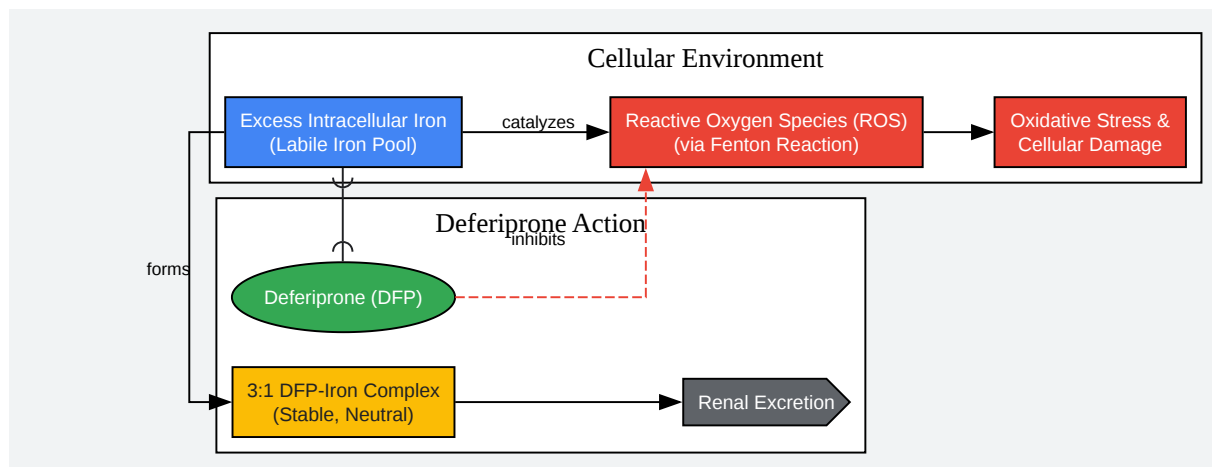 Cellular Environment
Excess Intracellular Iron
(Labile Iron Pool)
catalyzes
Reactive Oxygen Species (ROS)
(via Fenton Reaction)
Oxidative Stress &
Cellular Damage
Deferiprone Action
inhibits
forms
Deferiprone (DFP)
3:1 DFP-Iron Complex
(Stable, Neutral)
Renal Excretion